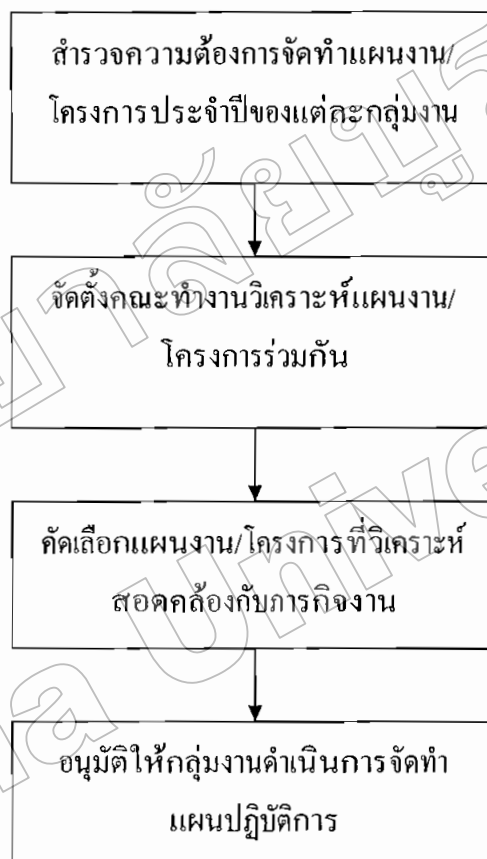 สำรวจความต้องการจัดทำแผนงาน/
โครงการประจำปีของแต่ละกลุ่มงาน
จัดตั้งคณะทำงานวิเคราะห์แผนงาน/
โครงการร่วมกัน
คัดเลือกแผนงาน/โครงการที่วิเคราะห์
สอดคล้องกับภารกิจงาน
อนุมัติให้กลุ่มงานดำเนินการจัดทำ
แผนปฏิบัติการ